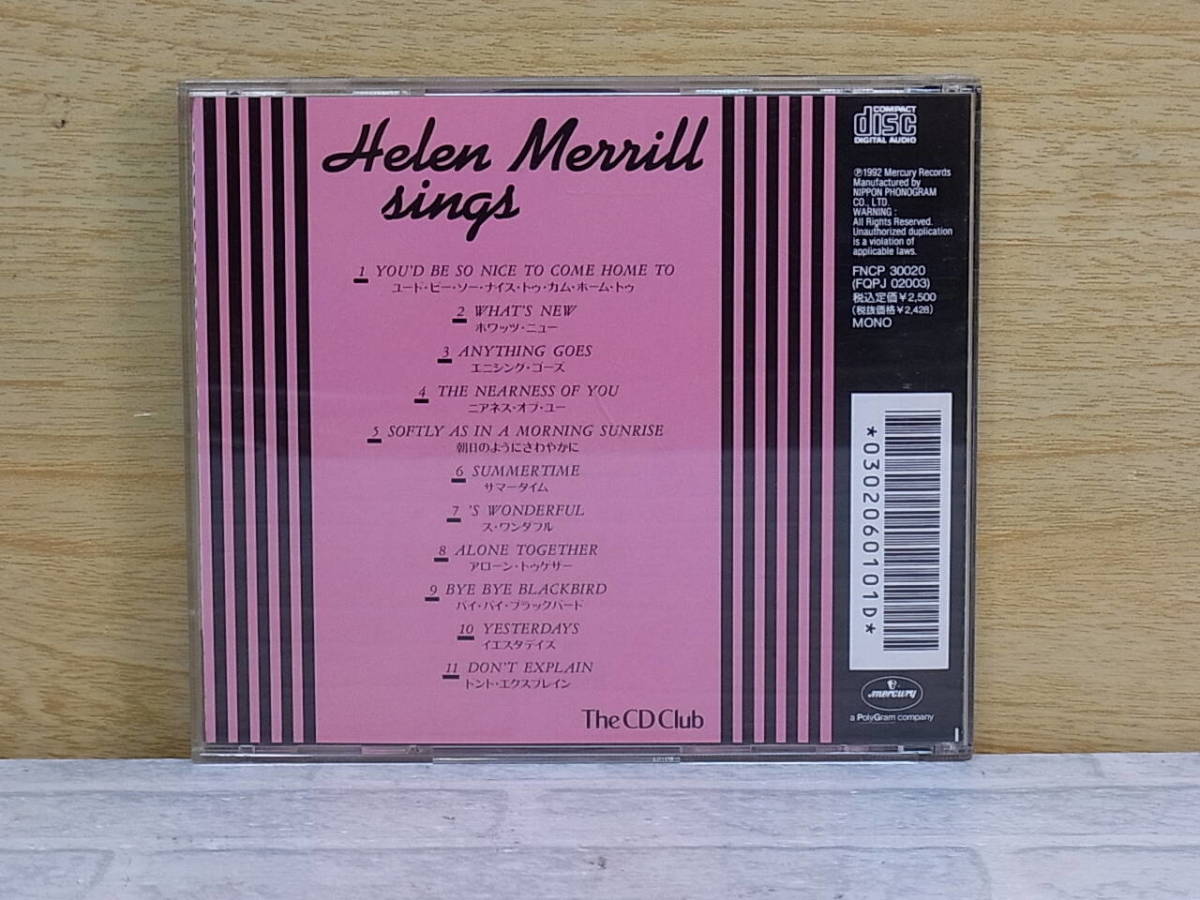 Helen Merrill
sings
1 YOU'D BE SO NICE TO COME HOME TO
ユード・ビー・ソー・ナイス・トゥ・カム・ホーム・トゥ
2 WHAT'S NEW
ホワッツ・ニュー
3 ANYTHING GOES
エニシング・ゴーズ
4 THE NEARNESS OF YOU
ニアネス・オブ・ユー
5 SOFTLY AS IN A MORNING SUNRISE
朝日のようにさわやかに
6 SUMMERTIME
サマータイム
7 'S WONDERFUL
ス・ワンダフル
8 ALONE TOGETHER
アローン・トゥゲザー
9 BYE BYE BLACKBIRD
バイ・バイ・ブラックバード
10 YESTERDAYS
イエスタデイズ
11 DON'T EXPLAIN
ドント・エクスプレイン
The CD Club
COMPACT
disc
DIGITAL AUDIO
℗1992 Mercury Records
Manufactured by
NIPPON PHONOGRAM
CO., LTD.
WARNING :
All Rights Reserved.
Unauthorized duplication
is a violation of
applicable laws.
FNCP 30020
(FQPJ 02003)
税込定価¥2,500
(税抜価格¥2,428)
MONO
*0302060101D*
mercury
a PolyGram company